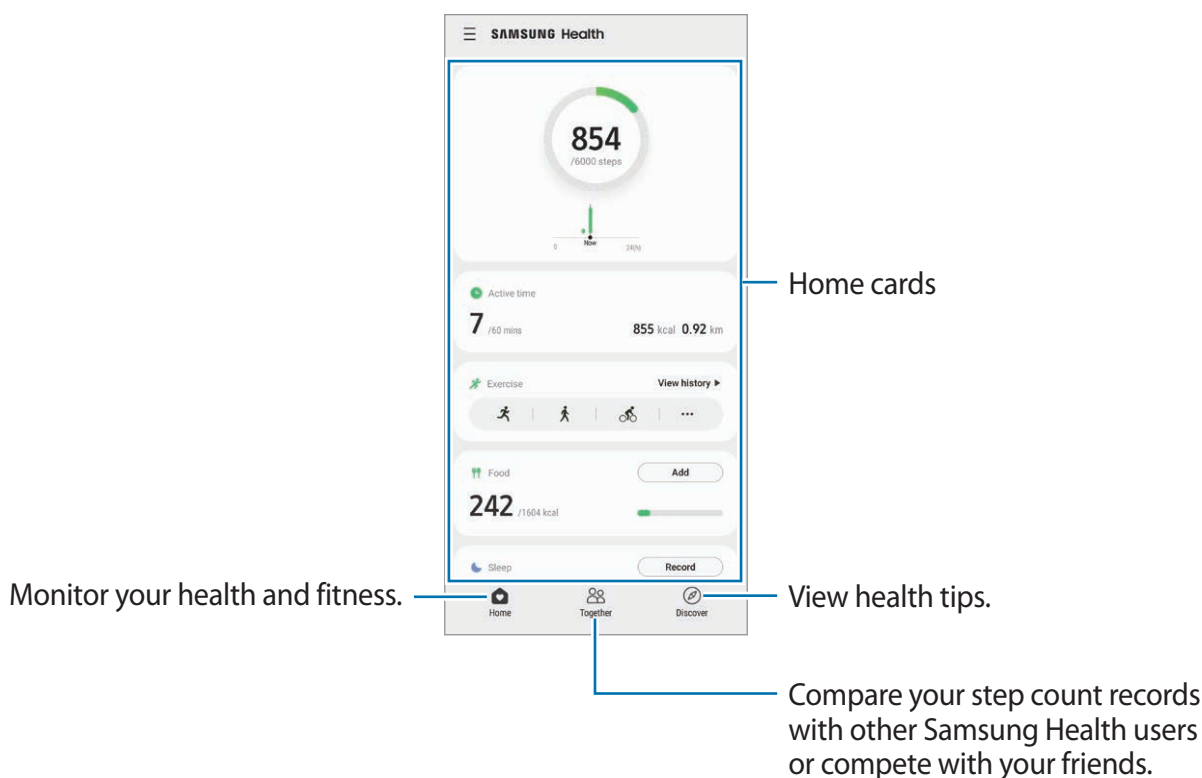 SAMSUNG Health
854
/6000 steps
Now
0 24(h)
Home cards
Active time
7 /60 mins 855 kcal 0.92 km
Exercise View history
Food Add
242 /1604 kcal
Sleep Record
Monitor your health and fitness.
Home Together Discover
View health tips.
Compare your step count records
with other Samsung Health users
or compete with your friends.